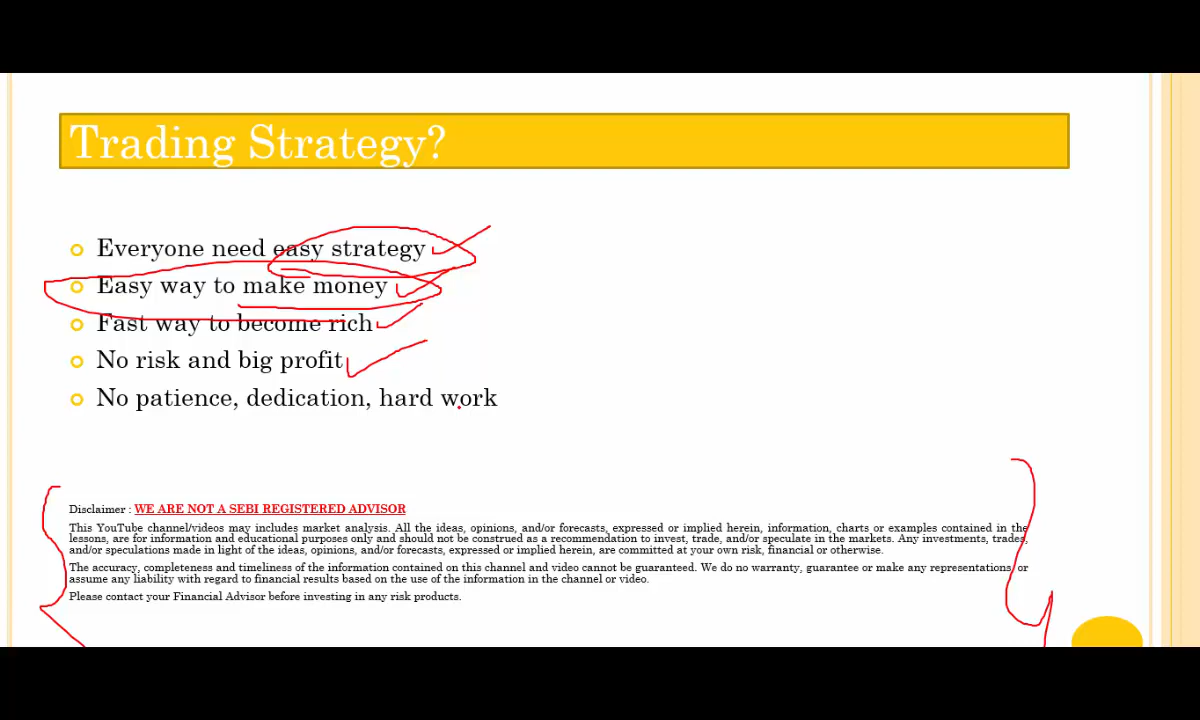 Trading Strategy?
Everyone need easy strategy
Easy way to make money
Fast way to become rich
No risk and big profit
No patience, dedication, hard work
Disclaimer : WE ARE NOT A SEBI REGISTERED ADVISOR
This YouTube channel/videos may includes market analysis. All the ideas, opinions, and/or forecasts, expressed or implied herein, information, charts or examples contained in the
lessons, are for information and educational purposes only and should not be construed as a recommendation to invest, trade, and/or speculate in the markets. Any investments, trades,
and/or speculations made in light of the ideas, opinions, and/or forecasts, expressed or implied herein, are committed at your own risk, financial or otherwise.
The accuracy, completeness and timeliness of the information contained on this channel and video cannot be guaranteed. We do no warranty, guarantee or make any representations, or
assume any liability with regard to financial results based on the use of the information in the channel or video.
Please contact your Financial Advisor before investing in any risk products.